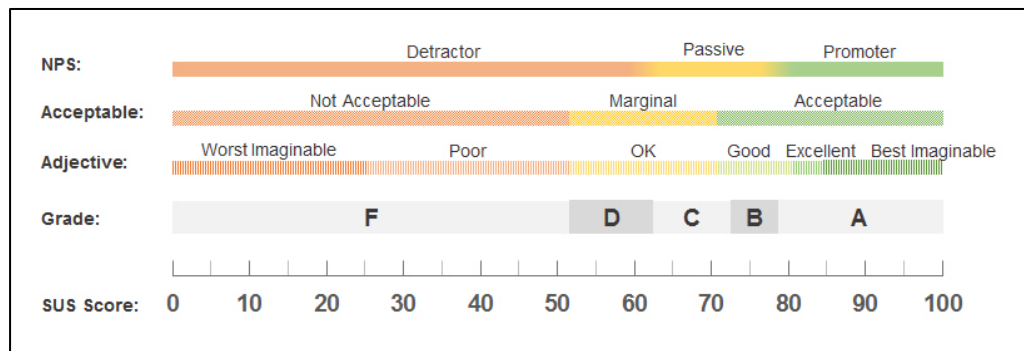 NPS: Detractor Passive Promoter
Acceptable: Not Acceptable Marginal Acceptable
Adjective: Worst Imaginable Poor OK Good Excellent Best Imaginable
Grade: F D C B A
SUS Score: 0 10 20 30 40 50 60 70 80 90 100